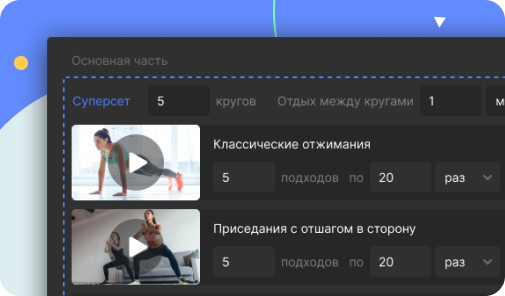 Основная часть
Суперсет 5 кругов Отдых между кругами 1 м
Классические отжимания
5 подходов по 20 раз
Приседания с отшагом в сторону
5 подходов по 20 раз